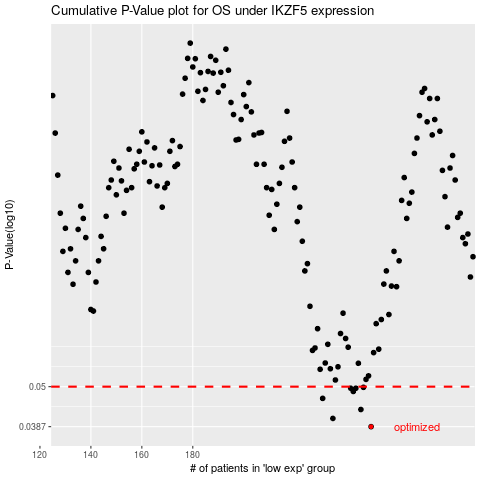 Cumulative P-Value plot for OS under IKZF5 expression
P-Value(log10)
0.05
0.0387
optimized
120 140 160 180
# of patients in 'low exp' group